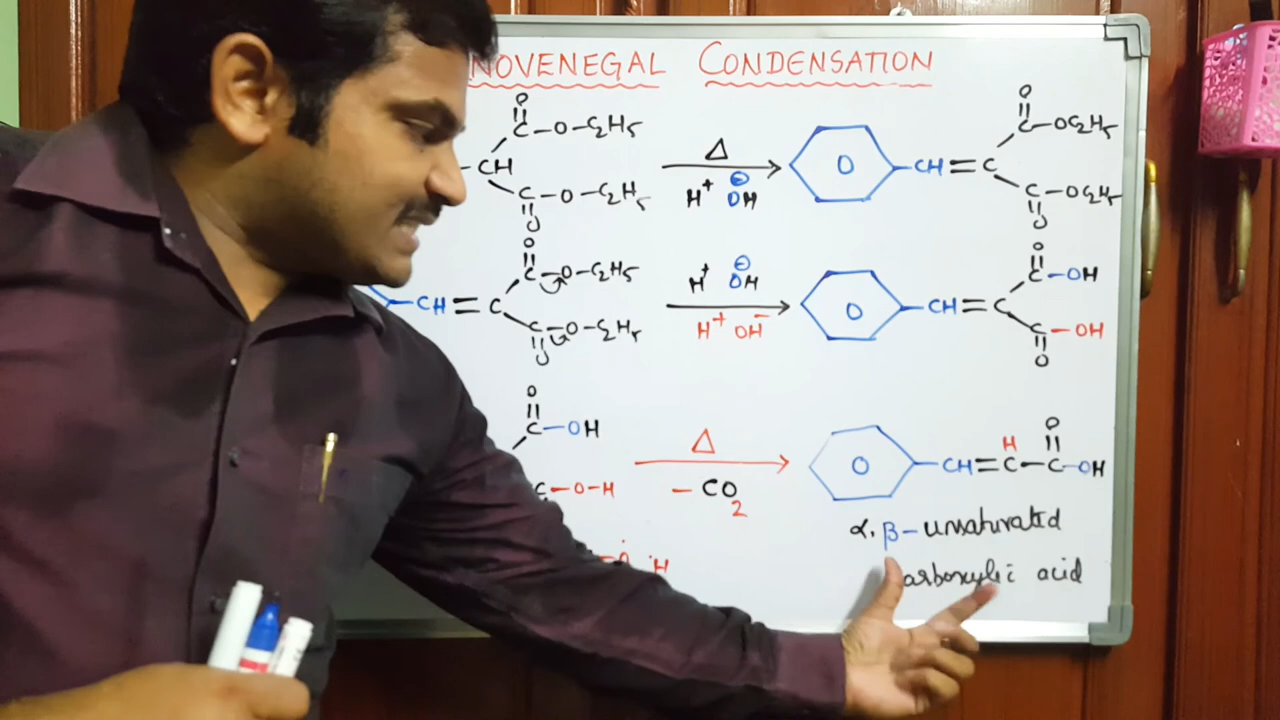 NOVENEGAL CONDENSATION
O O
C-O-C2H5 C-OC2H5
-CH Δ O -CH=C
C-O-C2H5 H+ ⊖OH C-OC2H5
O O
O O
C-O-C2H5 H+ ⊖OH C-OH
-CH=C O -CH=C
C-O-C2H5 H+ OH- C-OH
O O
O H O
C-OH Δ O -CH=C-C-OH
C-O-H -CO2
α, β-unsaturated
arboxylic acid
H